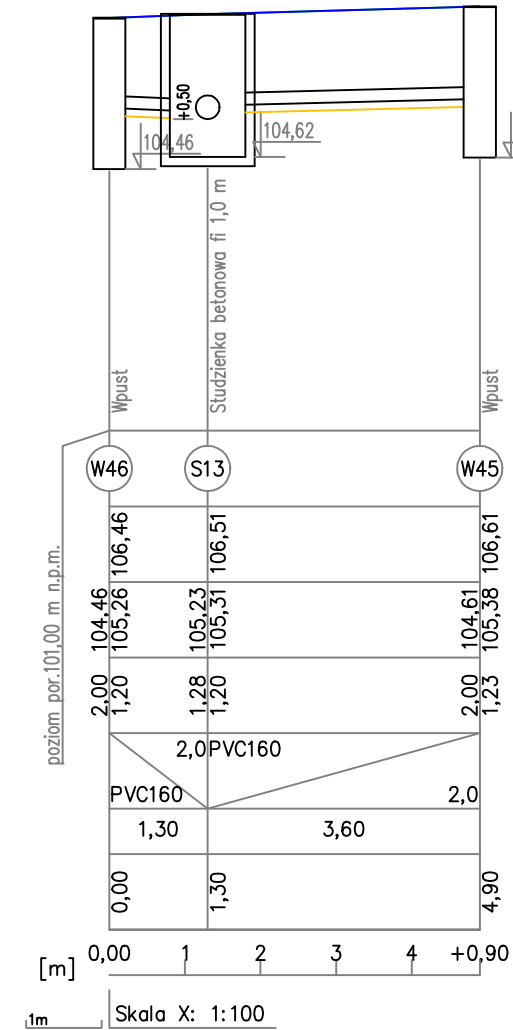 +0,50
104,46
104,62
Wpust
Studzienka betonowa fi 1,0 m
Wpust
W46
S13
W45
poziom por.101,00 m n.p.m.
106,46
106,51
106,61
104,46
105,26
105,23
105,31
104,61
105,38
2,00
1,20
1,28
1,20
2,00
1,23
2,0
PVC160
PVC160
2,0
1,30
3,60
0,00
1,30
4,90
[m]
0,00
1
2
3
4
+0,90
1m
Skala X: 1:100